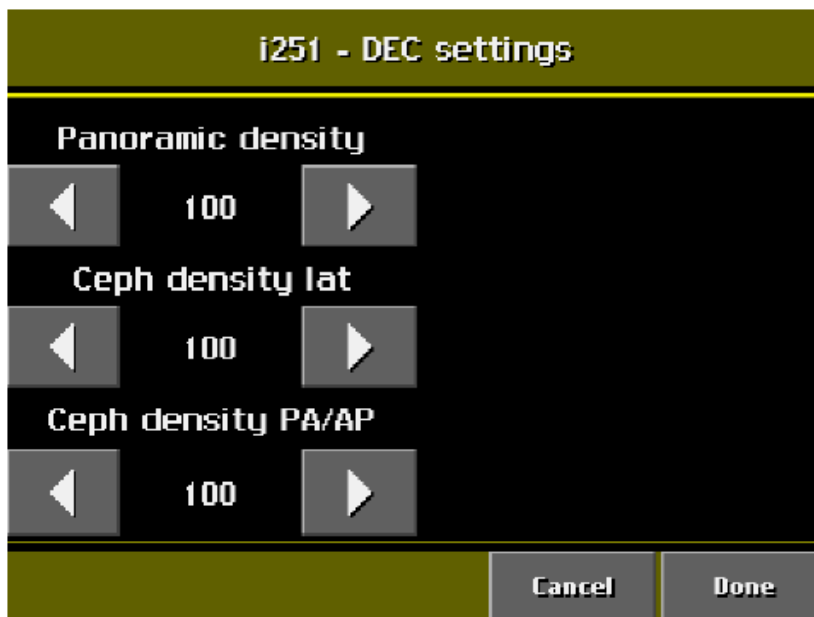 i251 - DEC settings
Panoramic density
100
Ceph density lat
100
Ceph density PA/AP
100
Cancel Done